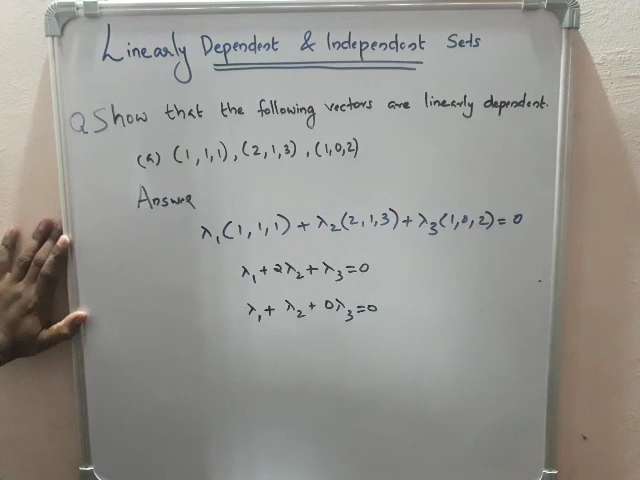 Linearly Dependent & Independent Sets
Q Show that the following vectors are linearly dependent.
(a) (1,1,1), (2,1,3), (1,0,2)
Answer
λ₁(1,1,1) + λ₂(2,1,3) + λ₃(1,0,2) = 0
λ₁ + 2λ₂ + λ₃ = 0
λ₁ + λ₂ + 0λ₃ = 0